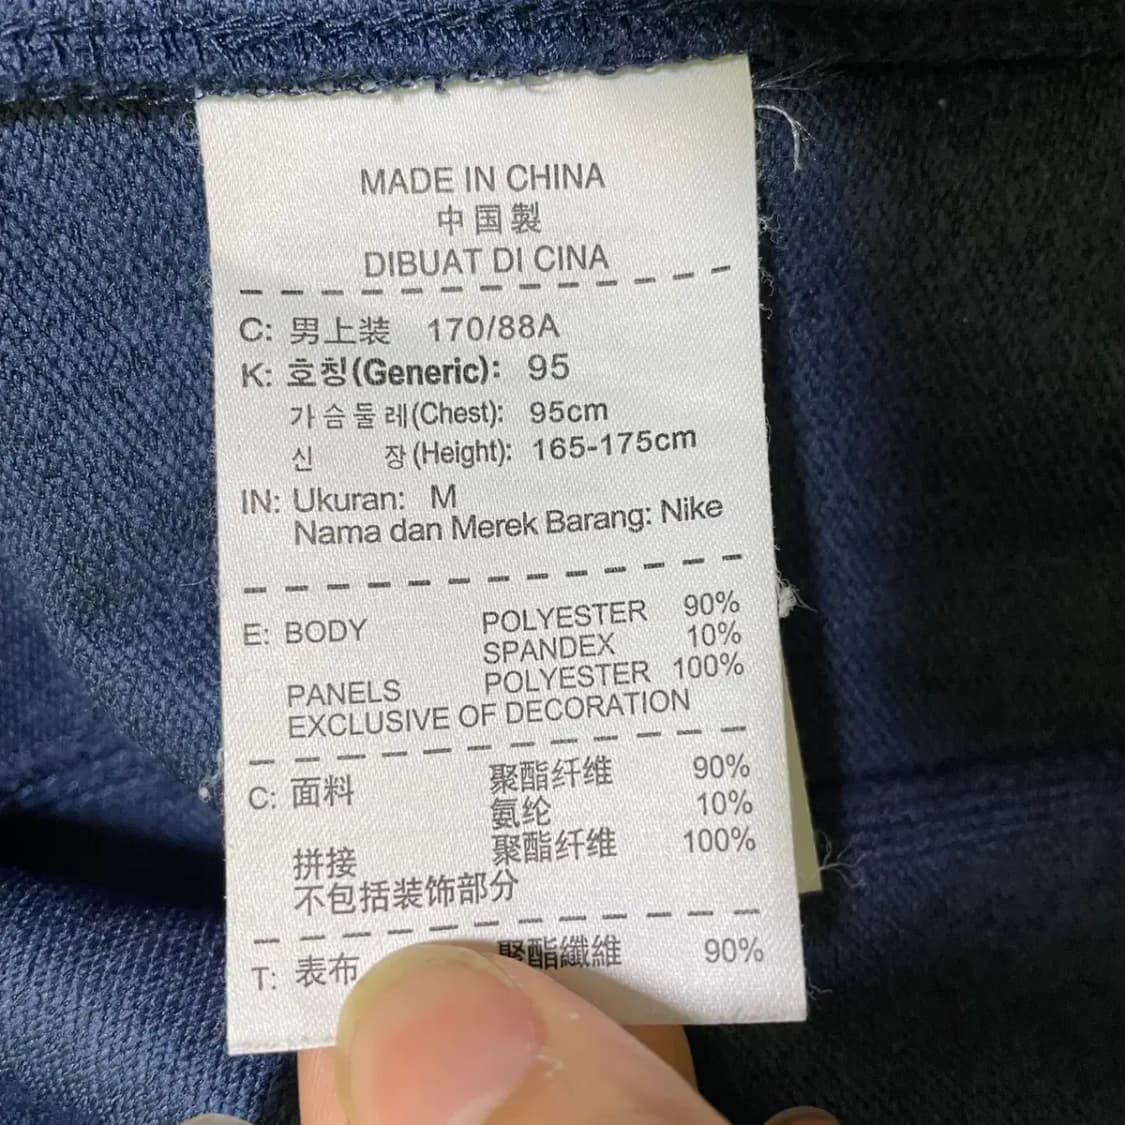 MADE IN CHINA
中国製
DIBUAT DI CINA
C: 男上装 170/88A
K: 호칭(Generic): 95
가슴둘레(Chest): 95cm
신 장(Height): 165-175cm
IN: Ukuran: M
Nama dan Merek Barang: Nike
E: BODY POLYESTER 90%
SPANDEX 10%
PANELS POLYESTER 100%
EXCLUSIVE OF DECORATION
C: 面料 聚酯纤维 90%
氨纶 10%
拼接 聚酯纤维 100%
不包括装饰部分
T: 表布 聚酯纖維 90%